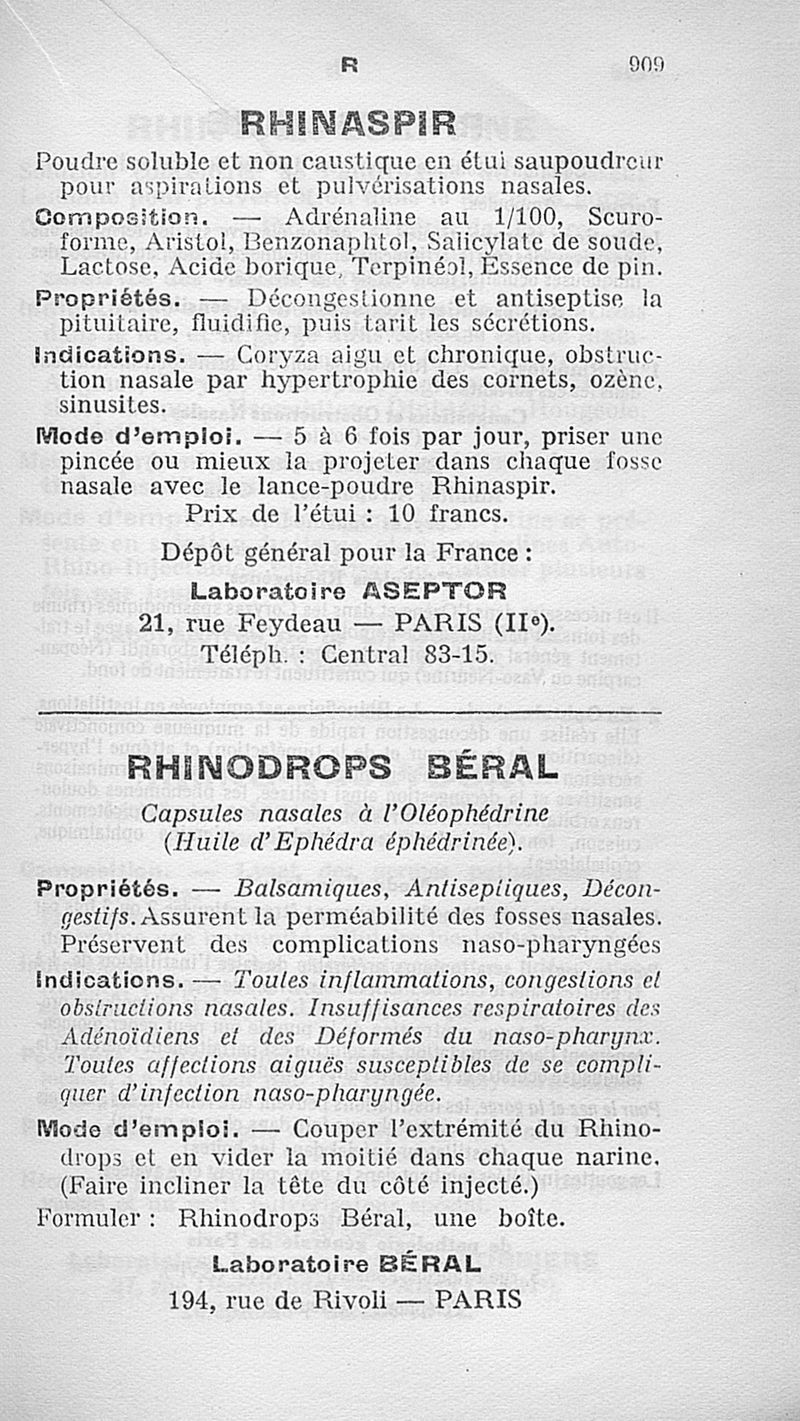 R 909
RHINASPIR
Poudre soluble et non caustique en étui saupoudreur
pour aspirations et pulvérisations nasales.
Composition. — Adrénaline au 1/100, Scuro-
forme, Aristol, Benzonaphtol, Salicylate de soude,
Lactose, Acide borique, Terpinéol, Essence de pin.
Propriétés. — Décongestionne et antiseptise la
pituitaire, fluidifie, puis tarit les sécrétions.
Indications. — Coryza aigu et chronique, obstruc-
tion nasale par hypertrophie des cornets, ozène,
sinusites.
Mode d'emploi. — 5 à 6 fois par jour, priser une
pincée ou mieux la projeter dans chaque fosse
nasale avec le lance-poudre Rhinaspir.
Prix de l'étui : 10 francs.
Dépôt général pour la France :
Laboratoire ASEPTOR
21, rue Feydeau — PARIS (IIe).
Téléph. : Central 83-15.
RHINODROPS BÉRAL
Capsules nasales à l'Oléophédrine
(Huile d'Ephédra éphédrinée).
Propriétés. — Balsamiques, Antiseptiques, Décon-
gestifs. Assurent la perméabilité des fosses nasales.
Préservent des complications naso-pharyngées
Indications. — Toutes inflammations, congestions et
obstructions nasales. Insuffisances respiratoires des
Adénoïdiens et des Déformés du naso-pharynx.
Toutes affections aiguës susceptibles de se compli-
quer d'infection naso-pharyngée.
Mode d'emploi. — Couper l'extrémité du Rhino-
drops et en vider la moitié dans chaque narine.
(Faire incliner la tête du côté injecté.)
Formuler : Rhinodrops Béral, une boîte.
Laboratoire BÉRAL
194, rue de Rivoli — PARIS